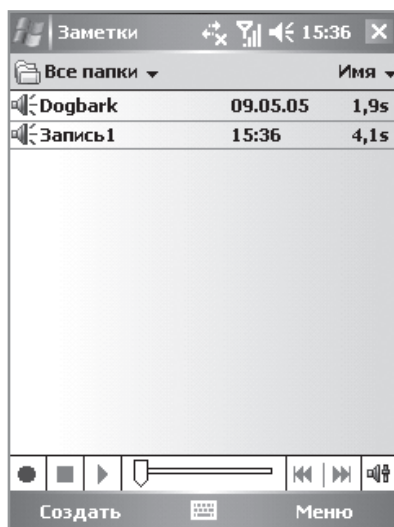 Заметки 15:36
Все папки Имя
Dogbark 09.05.05 1,9s
Запись1 15:36 4,1s
Создать Меню